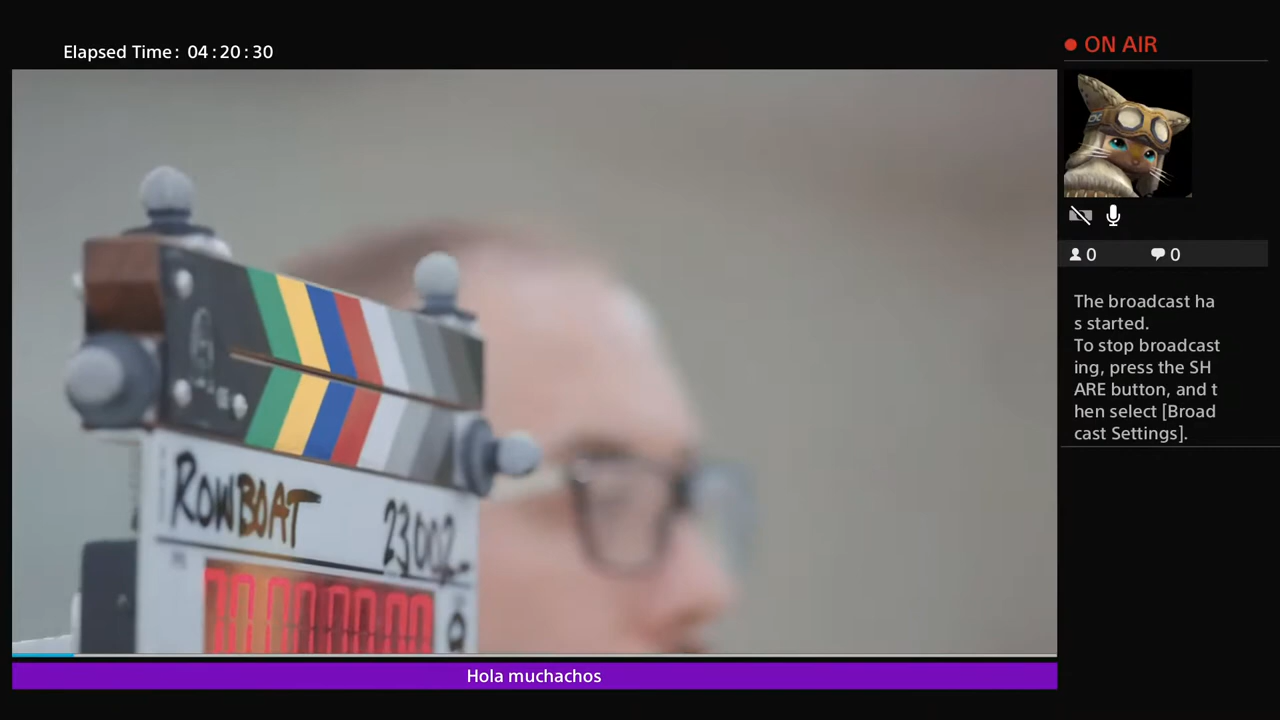 Elapsed Time: 04:20:30
ON AIR
0 0
The broadcast ha
s started.
To stop broadcast
ing, press the SH
ARE button, and t
hen select [Broad
cast Settings].
ROWBOAT 23002
Hola muchachos